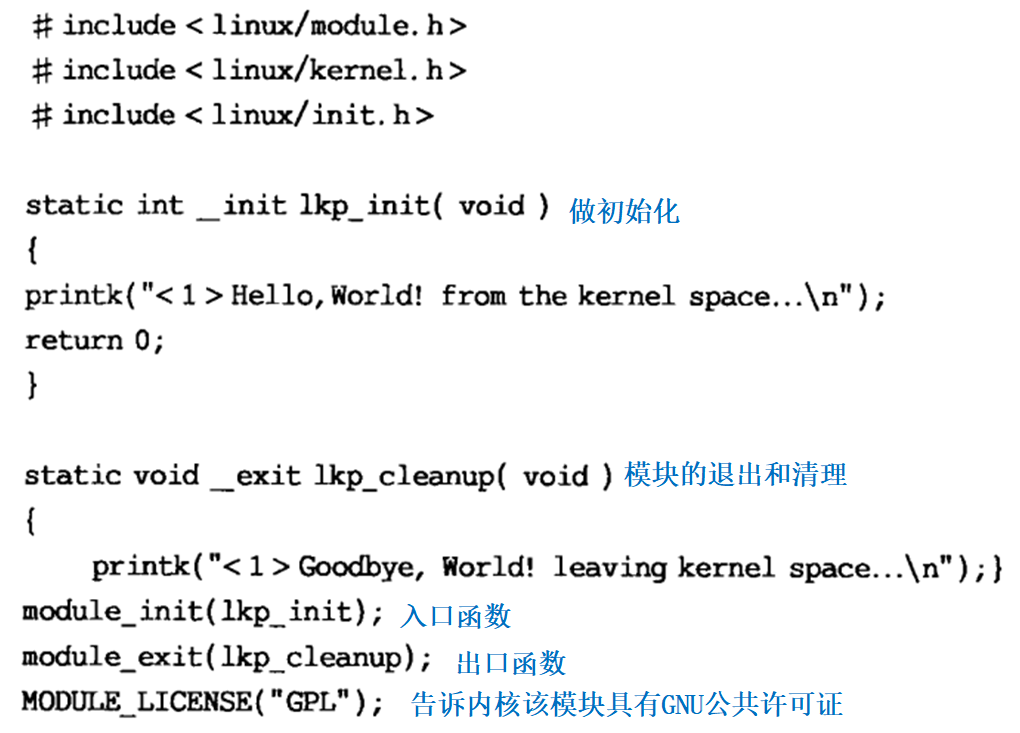 # include < linux/module.h>
# include < linux/kernel.h>
# include < linux/init.h>
static int __init lkp_init( void ) 做初始化
{
printk("<1>Hello,World! from the kernel space...\n");
return 0;
}
static void __exit lkp_cleanup( void ) 模块的退出和清理
{
printk("<1>Goodbye, World! leaving kernel space...\n");}
module_init(lkp_init); 入口函数
module_exit(lkp_cleanup); 出口函数
MODULE_LICENSE("GPL"); 告诉内核该模块具有GNU公共许可证